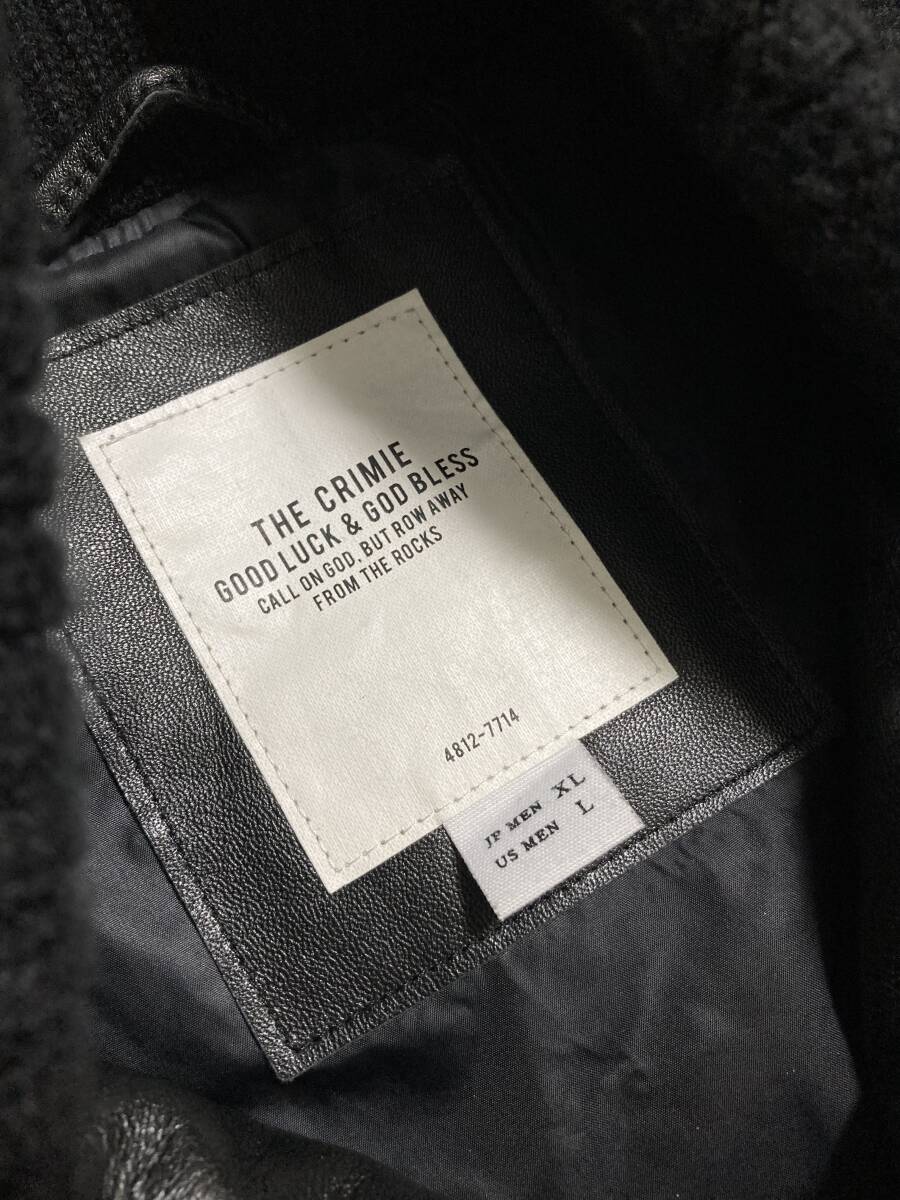 THE CRIMIE
GOOD LUCK & GOD BLESS
CALL ON GOD, BUT ROW AWAY
FROM THE ROCKS
4812-7714
JP MEN XL
US MEN L